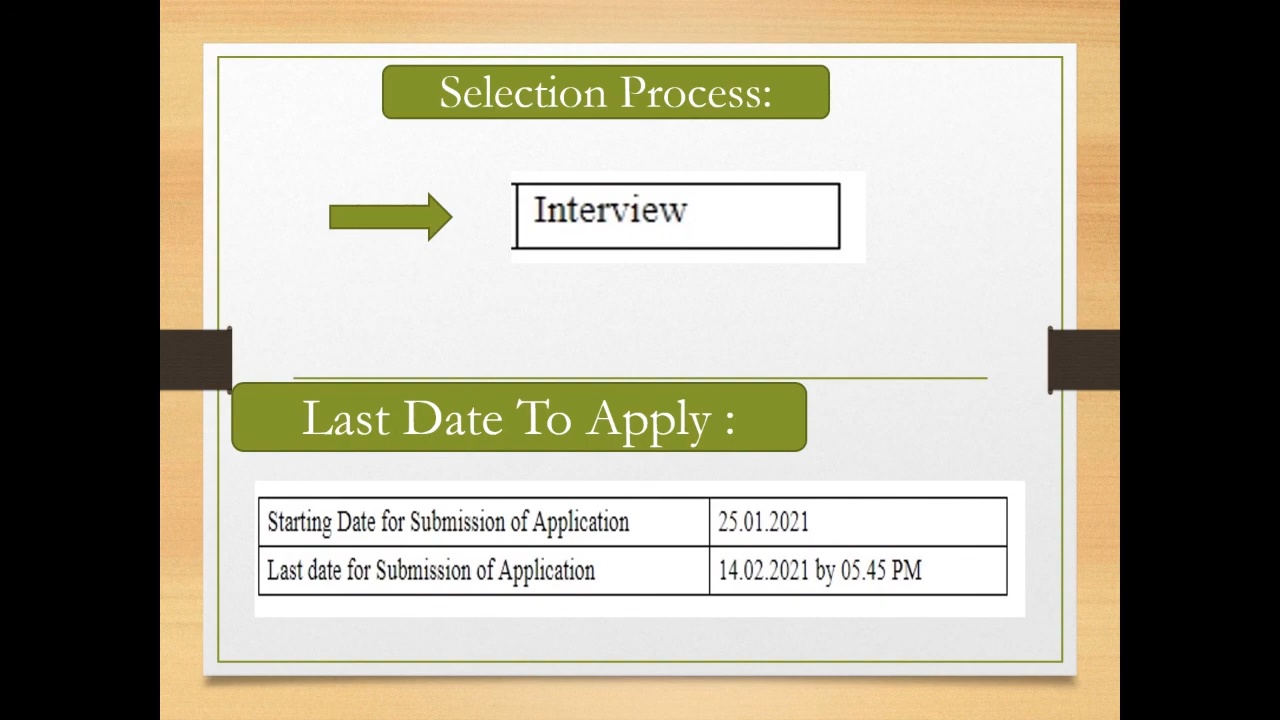 Selection Process:
Interview
Last Date To Apply :
Starting Date for Submission of Application 25.01.2021
Last date for Submission of Application 14.02.2021 by 05.45 PM